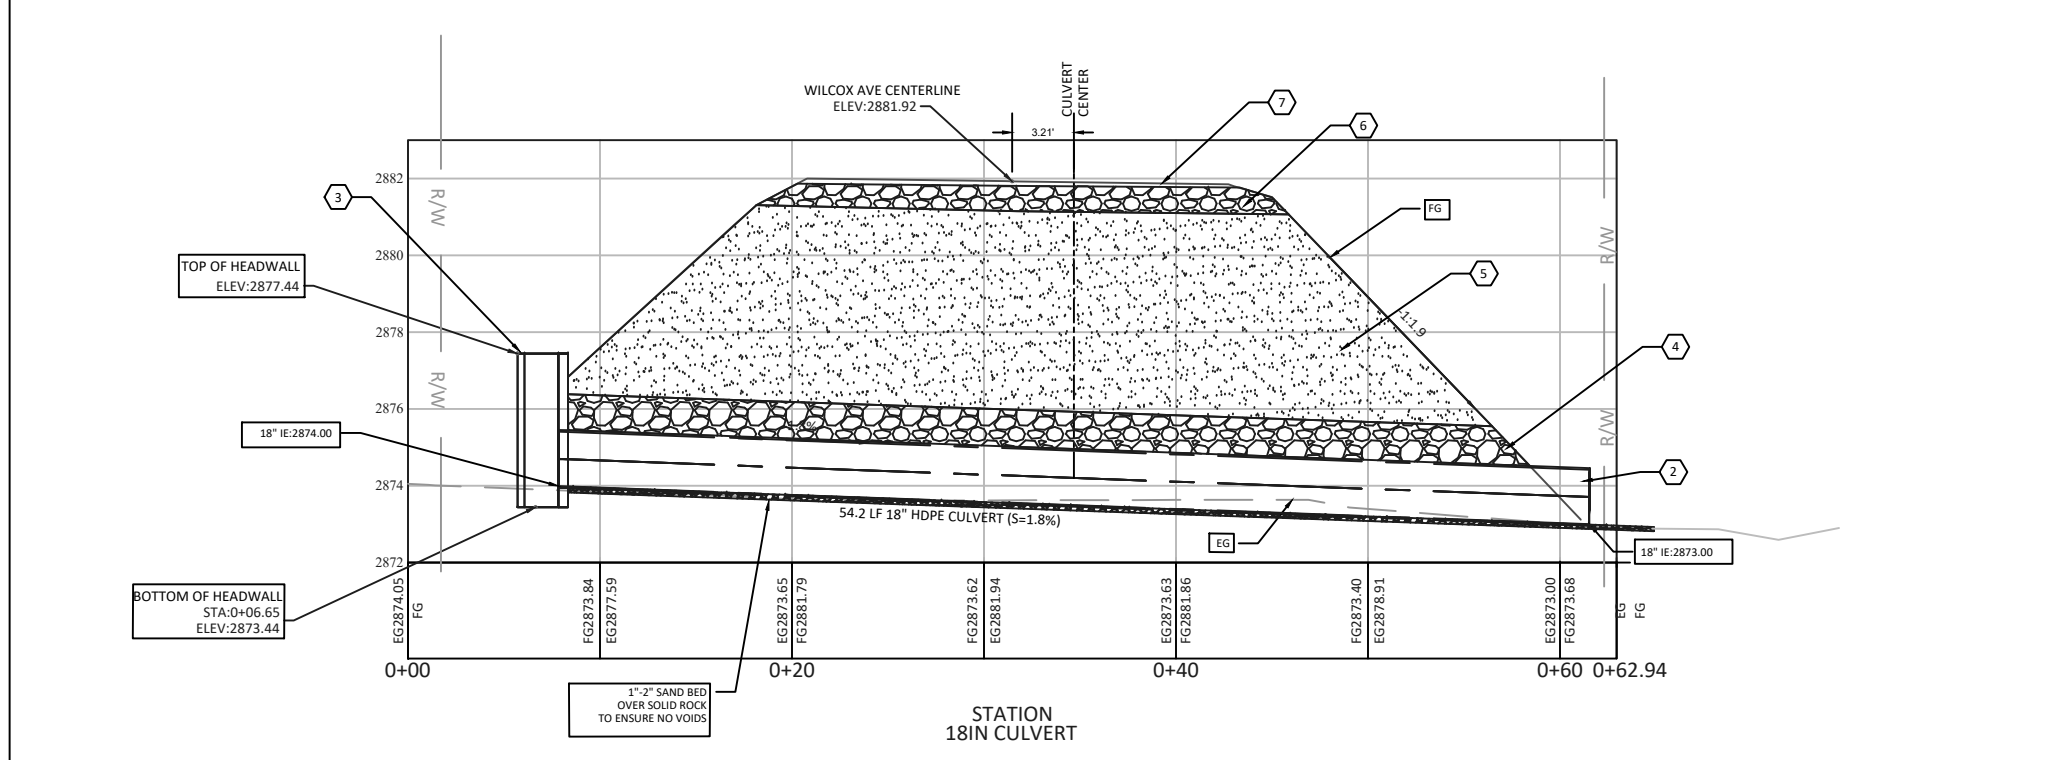 WILCOX AVE CENTERLINE
ELEV:2881.92
CULVERT
CENTER
3.21'
7
6
3
R/W
R/W
FG
5
TOP OF HEADWALL
ELEV:2877.44
2882
2880
2878
2876
2874
2872
-1:1.9
4
R/W
R/W
18" IE:2874.00
2
54.2 LF 18" HDPE CULVERT (S=1.8%)
EG
18" IE:2873.00
BOTTOM OF HEADWALL
STA:0+06.65
ELEV:2873.44
EG2874.05
FG
FG2873.84
EG2877.59
EG2873.65
FG2881.79
FG2873.62
EG2881.94
EG2873.63
FG2881.86
FG2873.40
EG2878.91
EG2873.00
FG2873.68
EG
FG
0+00
0+20
0+40
0+60
0+62.94
1"-2" SAND BED
OVER SOLID ROCK
TO ENSURE NO VOIDS
STATION
18IN CULVERT